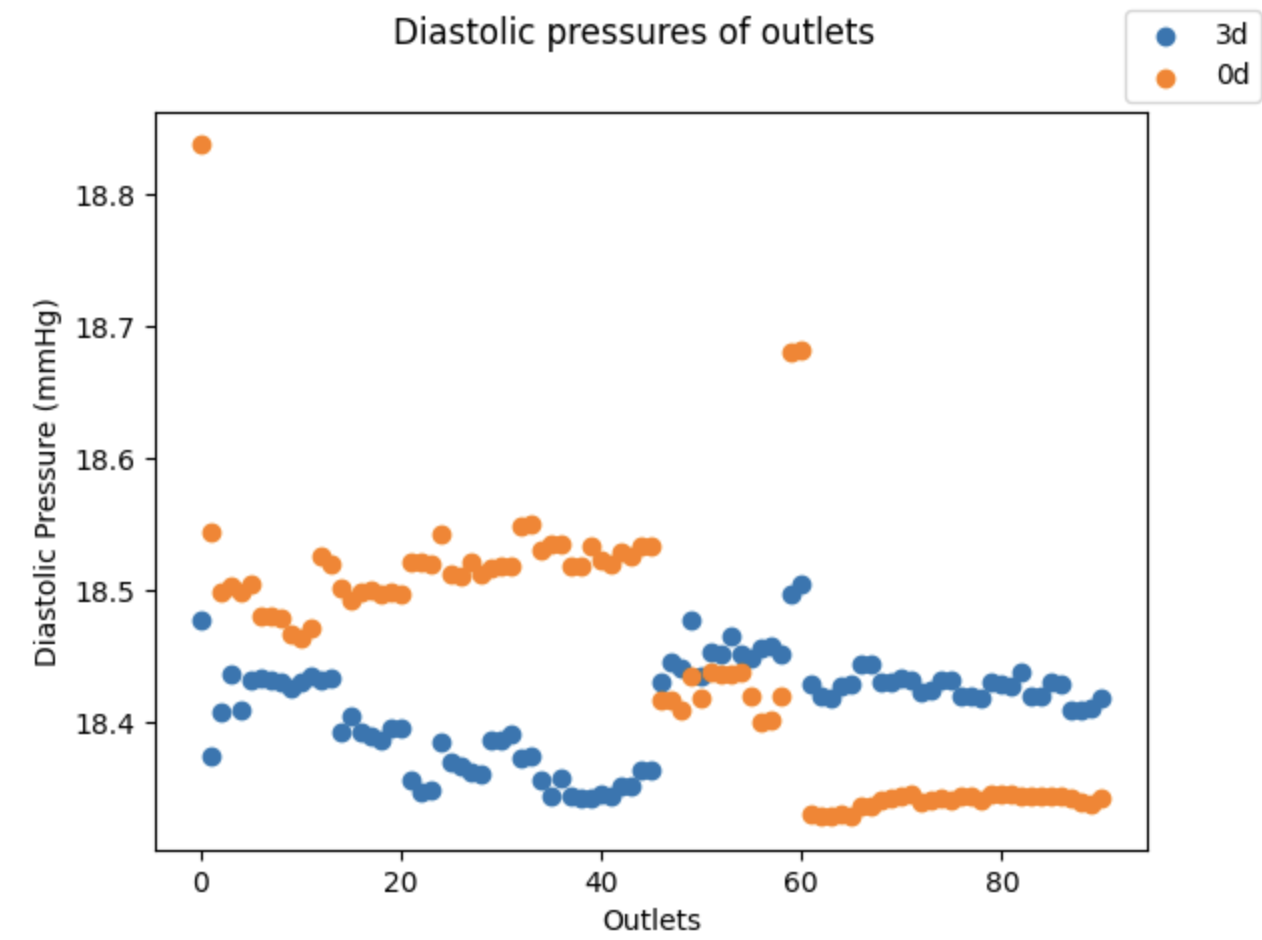 Diastolic pressures of outlets
3d
0d
Diastolic Pressure (mmHg)
18.8
18.7
18.6
18.5
18.4
0 20 40 60 80
Outlets